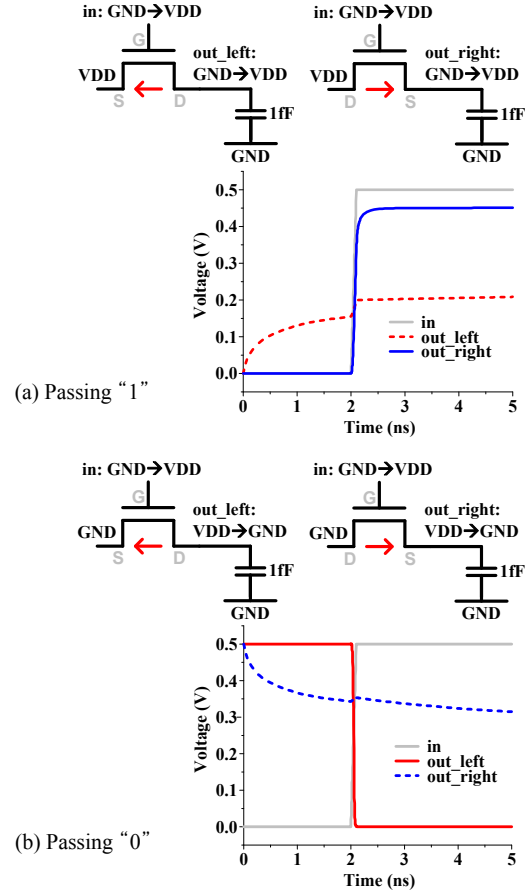 in: GND→VDD in: GND→VDD
G out_left: G out_right:
VDD GND→VDD VDD GND→VDD
S D D S
1fF 1fF
GND GND
0.5
0.4
0.3
0.2
0.1
0.0
Voltage (V)
in
out_left
out_right
0 1 2 3 4 5
Time (ns)
(a) Passing “1”
in: GND→VDD in: GND→VDD
G out_left: G out_right:
GND VDD→GND GND VDD→GND
S D D S
1fF 1fF
GND GND
0.5
0.4
0.3
0.2
0.1
0.0
Voltage (V)
in
out_left
out_right
0 1 2 3 4 5
Time (ns)
(b) Passing “0”